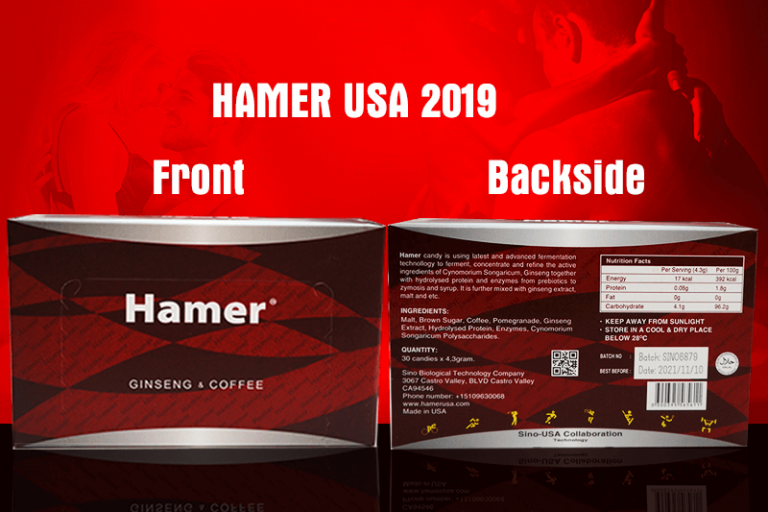 HAMER USA 2019
Front
Backside
Hamer®
GINSENG & COFFEE
Hamer candy is using latest and advanced fermentation
technology to ferment, concentrate and refine the active
ingredients of Cynomorium Songaricum, Ginseng together
with hydrolysed protein and enzymes from prebiotics to
zymosis and syrup. It is further mixed with ginseng extract,
malt and etc.
INGREDIENTS:
Malt, Brown Sugar, Coffee, Pomegranate, Ginseng
Extract, Hydrolysed Protein, Enzymes, Cynomorium
Songaricum Polysaccharides.
QUANTITY:
30 candies x 4.3gram.
Sino Biological Technology Company
3067 Castro Valley, BLVD Castro Valley
CA94546
Phone number: +15109630068
www.hamerusa.com
Made in USA
Nutrition Facts
Per Serving (4.3g) Per 100g
Energy 17 kcal 392 kcal
Protein 0.08g 1.8g
Fat 0g 0g
Carbohydrate 4.1g 96.2g
• KEEP AWAY FROM SUNLIGHT
• STORE IN A COOL & DRY PLACE
BELOW 28°C
BATCH NO : Batch: SINO6879
BEST BEFORE : Date: 2021/11/10
حلال
Sino-USA Collaboration
Technology